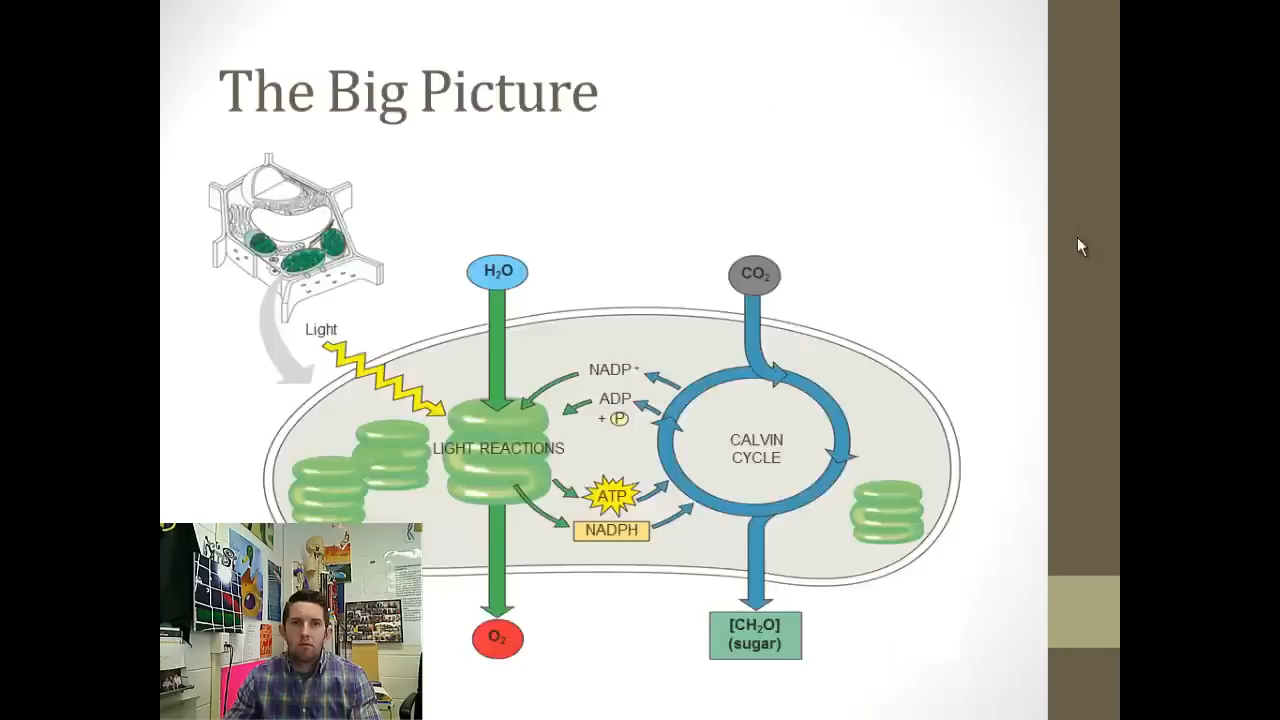 The Big Picture
H₂O
CO₂
Light
NADP⁺
ADP
+ P
LIGHT REACTIONS
CALVIN
CYCLE
ATP
NADPH
O₂
[CH₂O]
(sugar)